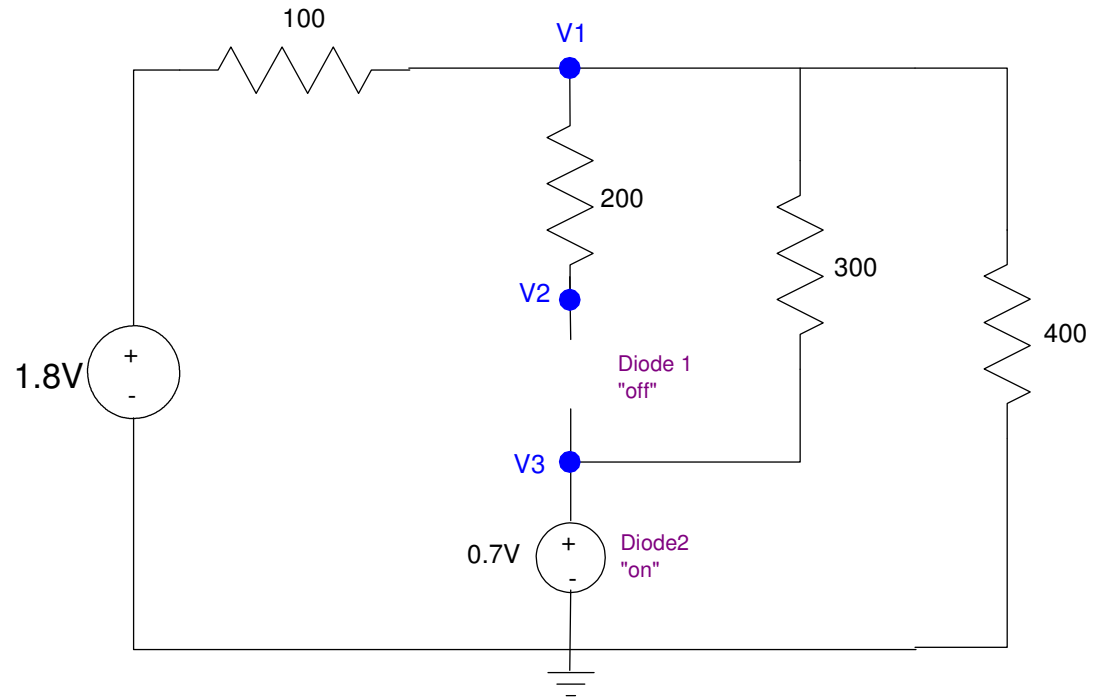 100
V1
200
V2
300
400
+
-
1.8V
Diode 1
"off"
V3
0.7V
+
-
Diode2
"on"